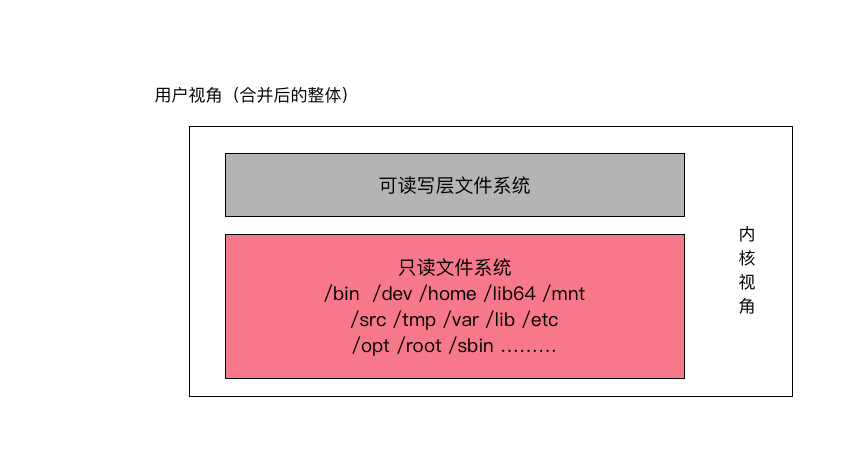 用户视角（合并后的整体）
可读写层文件系统
只读文件系统
/bin  /dev /home /lib64 /mnt
/src /tmp /var /lib /etc
/opt /root /sbin ………
内
核
视
角